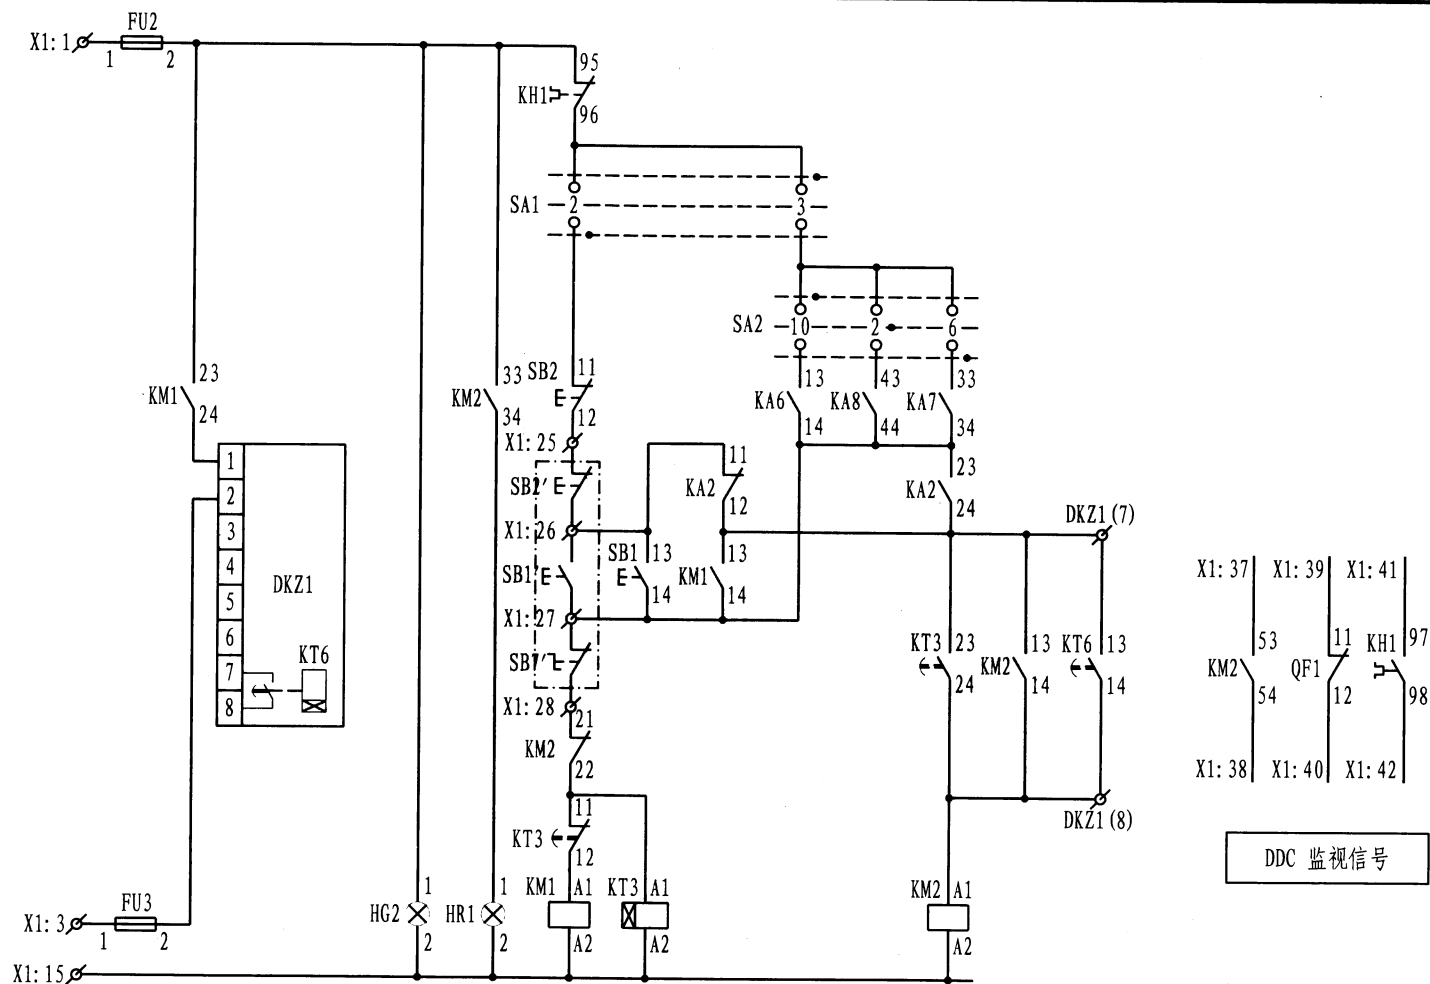 FU2
X1:1
1 2
95
KH1
96
SA1 2 3
SA2 10 2 6
23
KM1
24
33
KM2
34
SB2 11
12
13 43 33
KA6 KA8 KA7
14 44 34
X1:25
SB2'
11
KA2
12
23
KA2
24
X1:26
DKZ1(7)
SB1'
SB1 13
14
13
KM1
14
X1:27
SB1''
X1:28
21
KM2
22
11
KT3
12
KT3 23
24
KM2 13
14
KT6 13
14
DKZ1(8)
1
2
3
4
5
6
7
8
DKZ1
KT6
X1:37 X1:39 X1:41
53 11 97
KM2 QF1 KH1
54 12 98
X1:38 X1:40 X1:42
DDC 监视信号
FU3
X1:3
1 2
HG2 1
2
HR1 1
2
KM1 A1
A2
KT3 A1
A2
KM2 A1
A2
X1:15